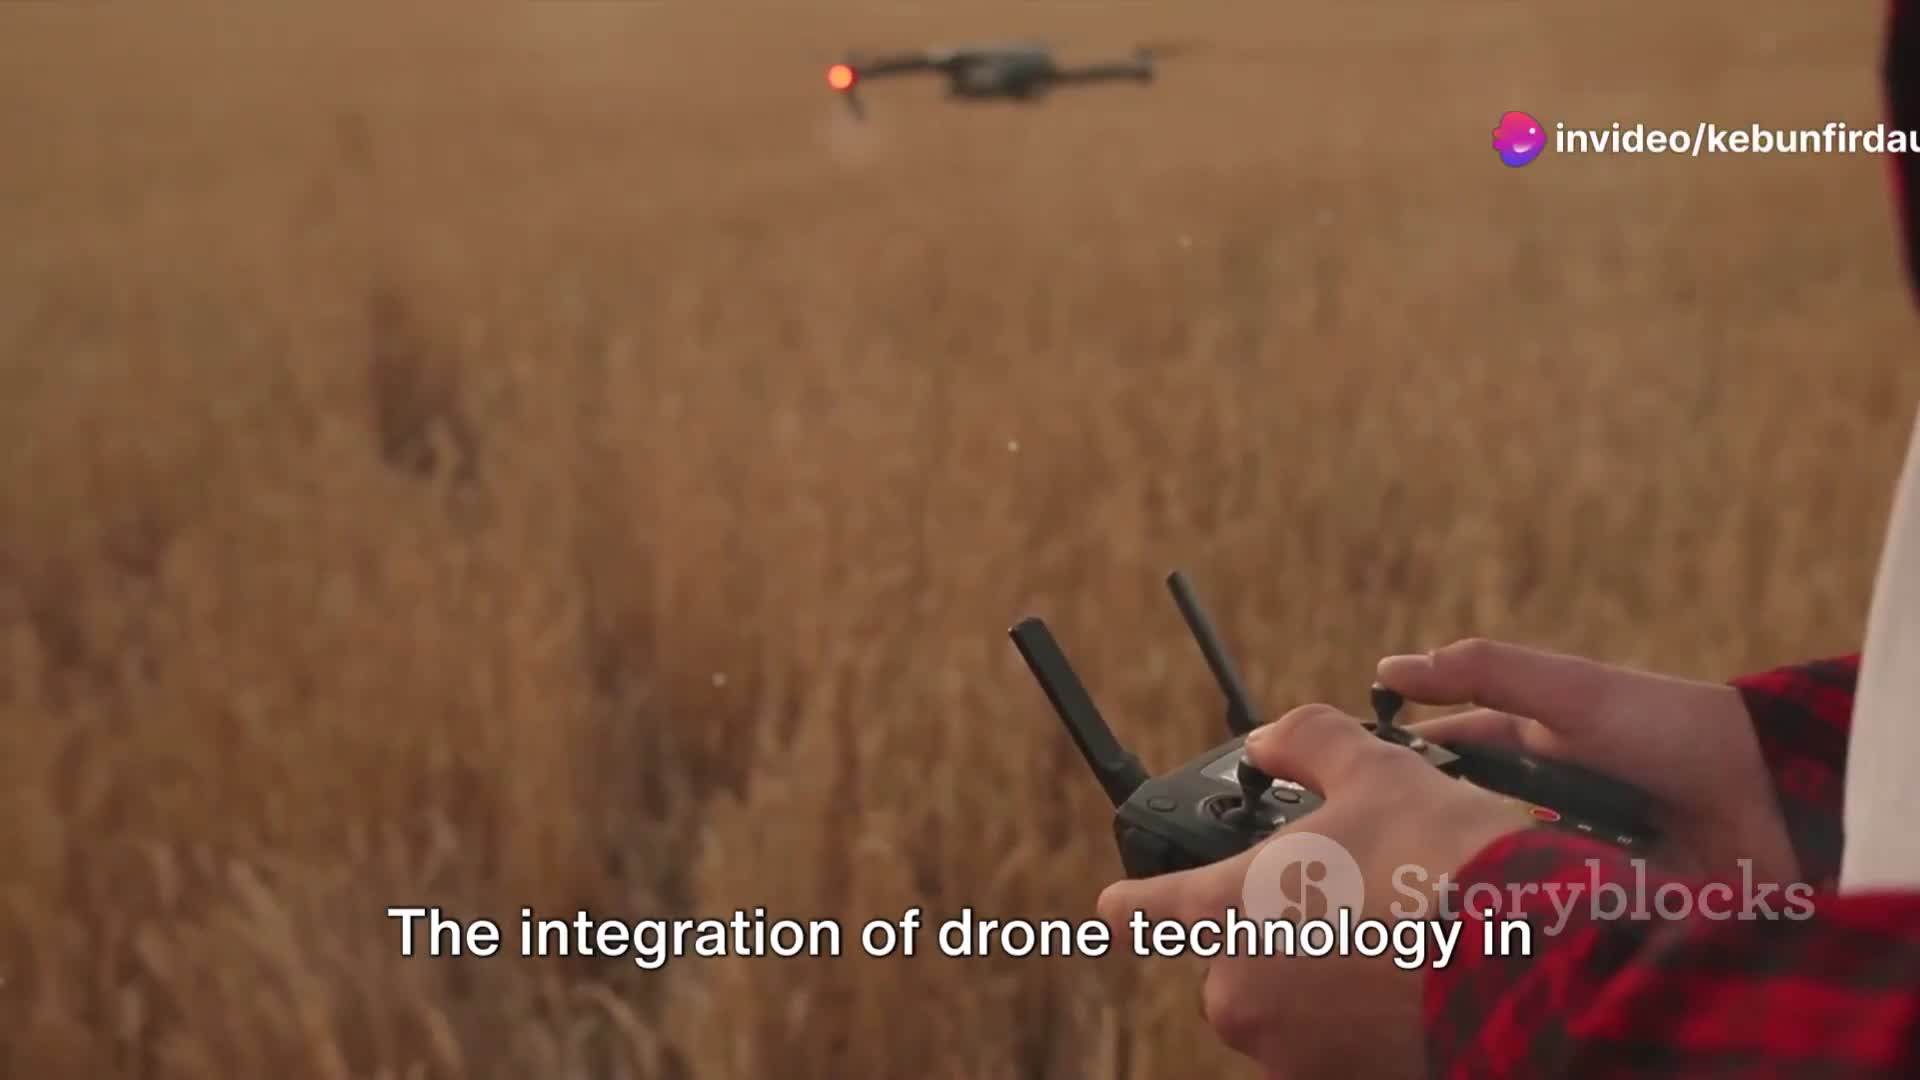 invideo/kebunfirdau
Storyblocks
The integration of drone technology in